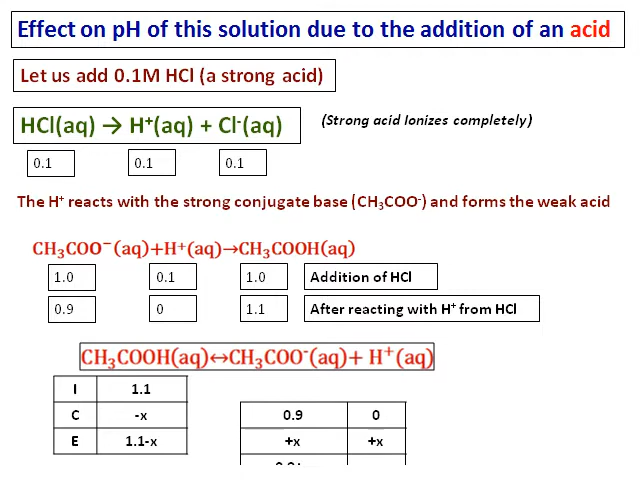 Effect on pH of this solution due to the addition of an acid
Let us add 0.1M HCl (a strong acid)
HCl(aq) → H⁺(aq) + Cl⁻(aq)
(Strong acid Ionizes completely)
0.1 0.1 0.1
The H⁺ reacts with the strong conjugate base (CH₃COO⁻) and forms the weak acid
CH₃COO⁻(aq)+H⁺(aq)→CH₃COOH(aq)
1.0 0.1 1.0 Addition of HCl
0.9 0 1.1 After reacting with H⁺ from HCl
CH₃COOH(aq)↔CH₃COO⁻(aq)+ H⁺(aq)
I 1.1
C -x
E 1.1-x
0.9 0
+x +x